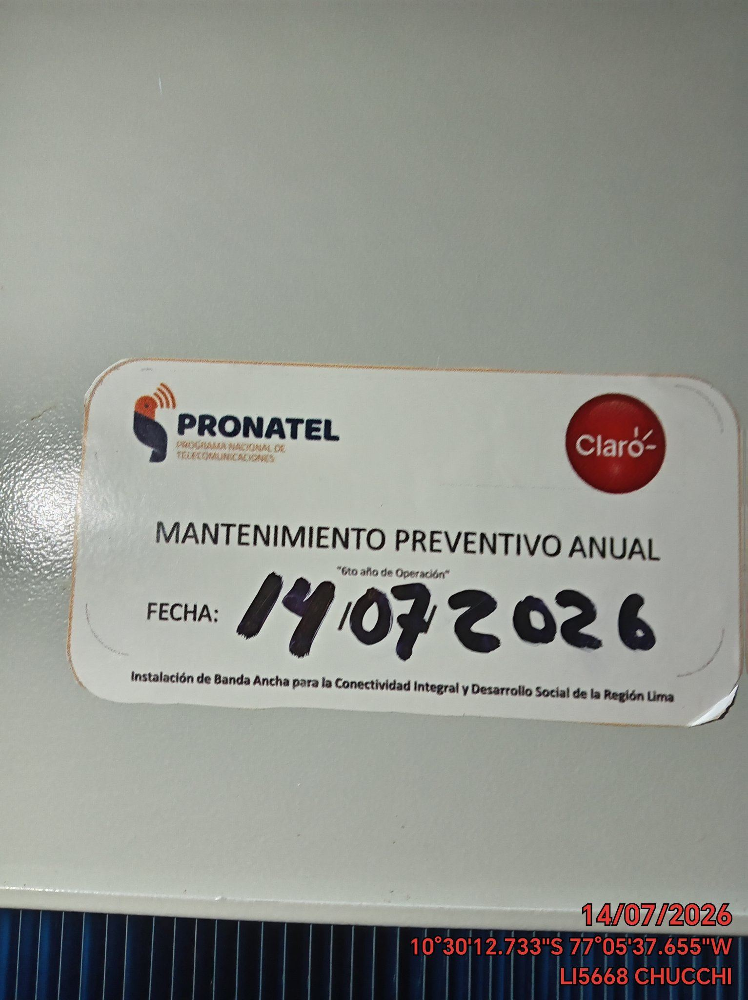 PRONATEL
PROGRAMA NACIONAL DE
TELECOMUNICACIONES
Claro
MANTENIMIENTO PREVENTIVO ANUAL
"6to año de Operación"
FECHA: 14/07/2026
Instalación de Banda Ancha para la Conectividad Integral y Desarrollo Social de la Región Lima
14/07/2026
10°30'12.733"S 77°05'37.655"W
LI5668 CHUCCHI